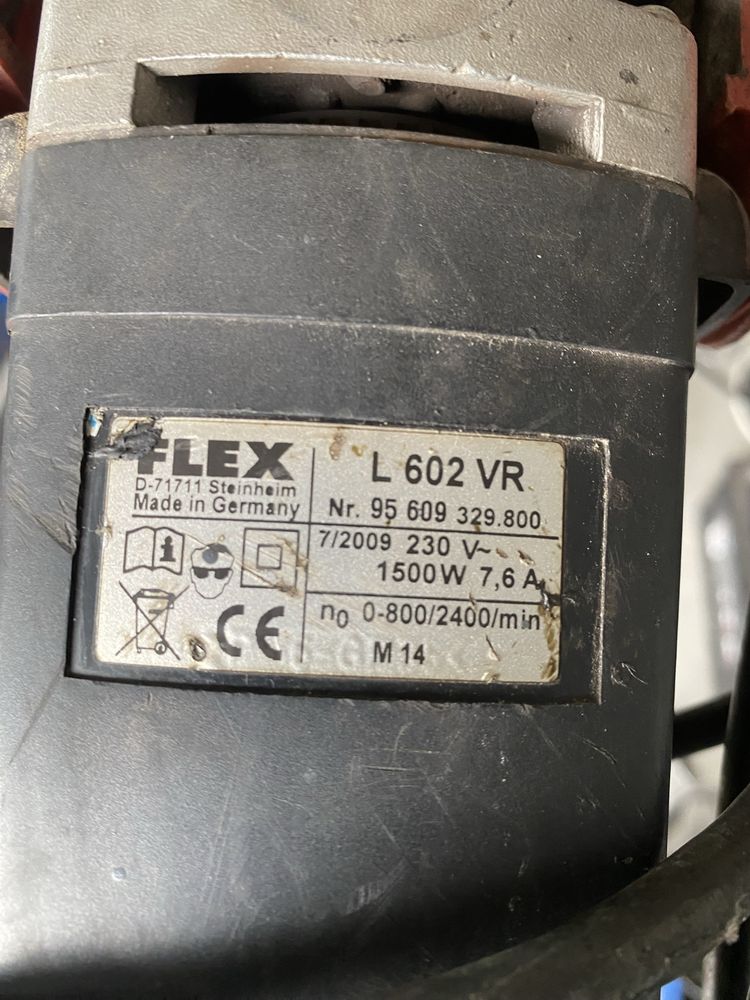 FLEX
D-71711 Steinheim
Made in Germany
L 602 VR
Nr. 95 609 329.800
7/2009 230 V~
1500W 7,6 A
n0 0-800/2400/min
M 14
CE